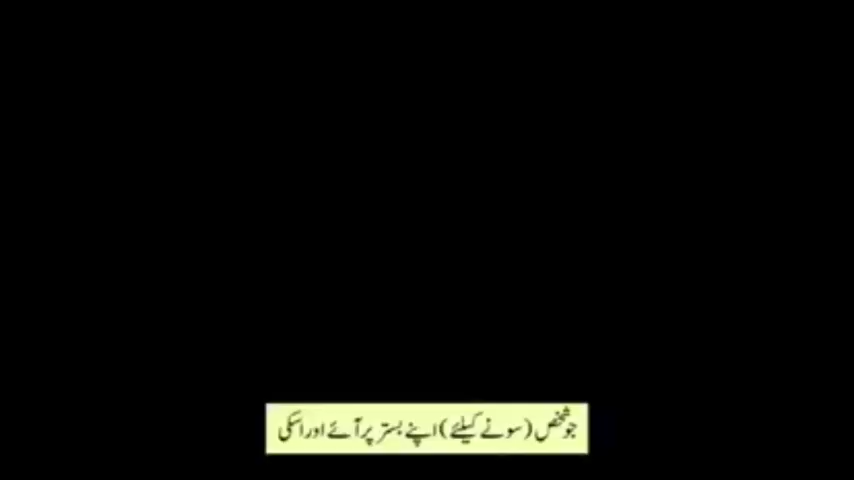 جو شخص (سونے کیلئے) اپنے بستر پر آئے اور اسکی